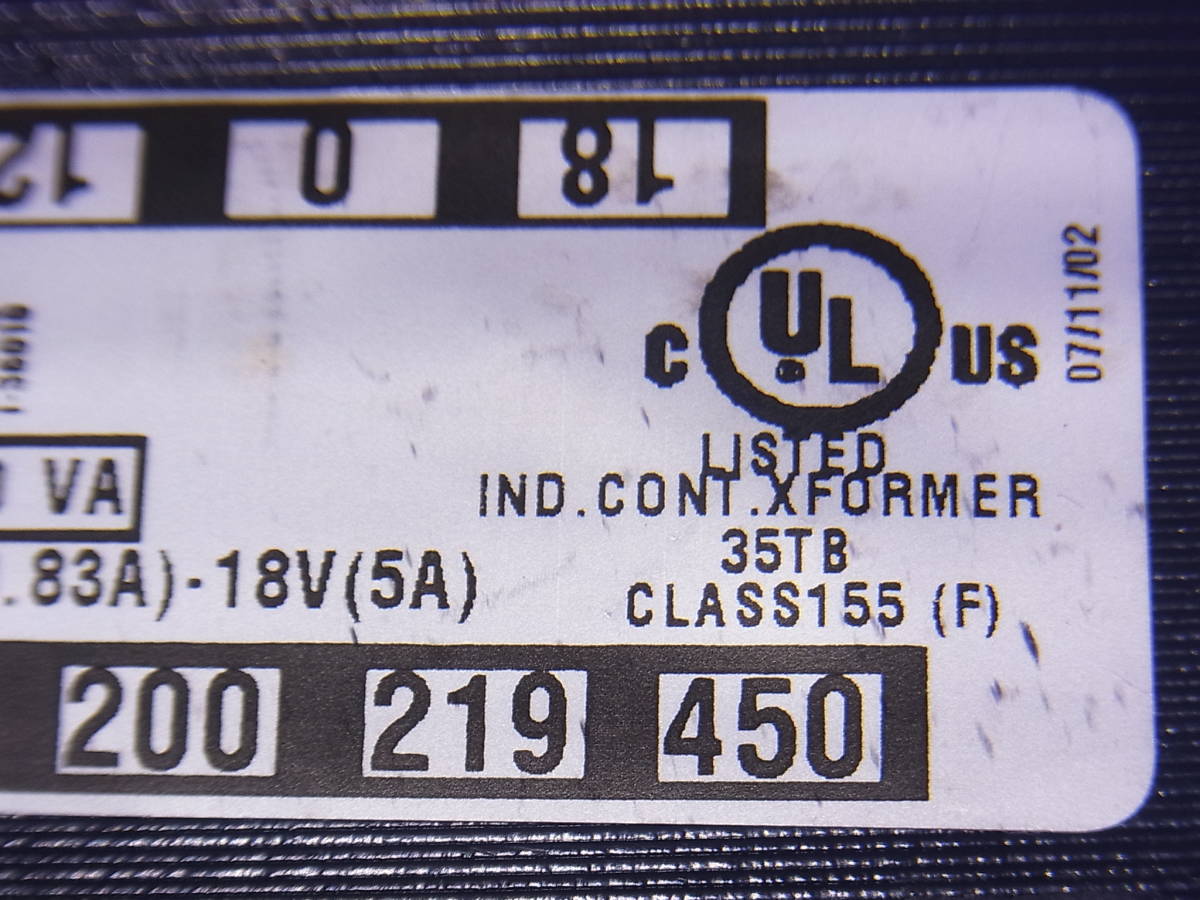 0 18
C UL US
07/11/02
LISTED
IND.CONT.XFORMER
VA
35TB
.83A)-18V(5A)
CLASS155 (F)
200 219 450